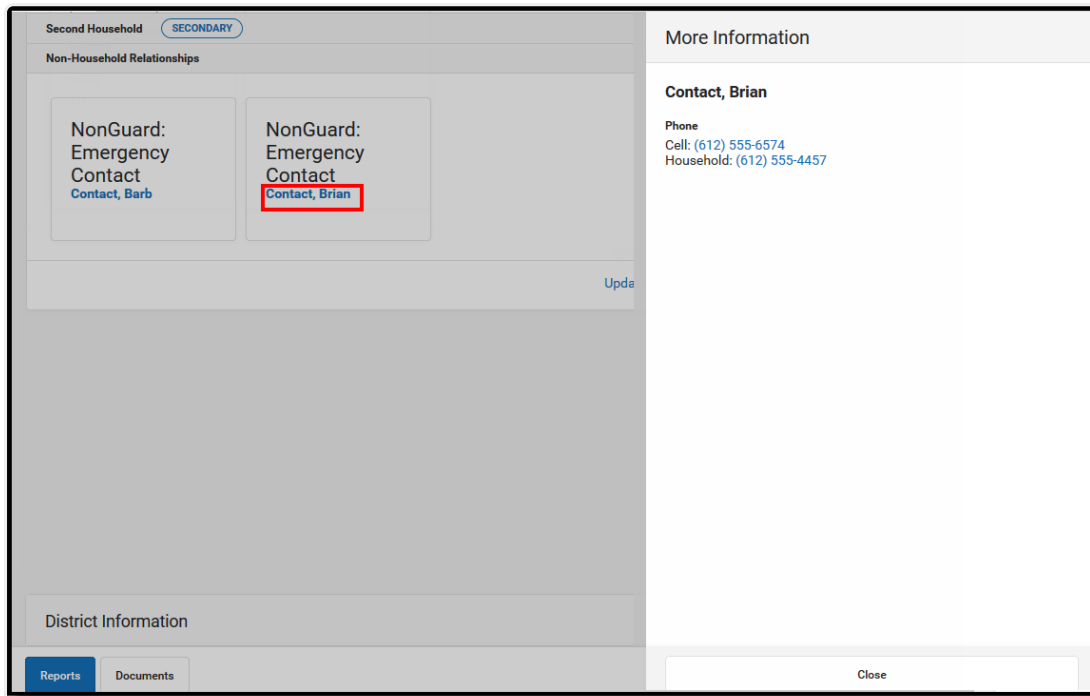 Second Household SECONDARY
Non-Household Relationships
NonGuard:
Emergency
Contact
Contact, Barb
NonGuard:
Emergency
Contact
Contact, Brian
Upda
District Information
Reports Documents
More Information
Contact, Brian
Phone
Cell: (612) 555-6574
Household: (612) 555-4457
Close